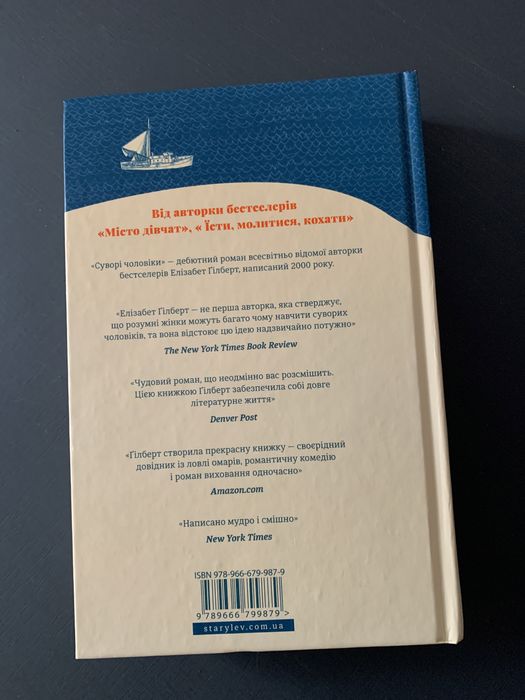 Від авторки бестселерів
«Місто дівчат», « Їсти, молитися, кохати»
«Суворі чоловіки» — дебютний роман всесвітньо відомої авторки
бестселерів Елізабет Ґілберт, написаний 2000 року.
«Елізабет Ґілберт — не перша авторка, яка стверджує,
що розумні жінки можуть багато чому навчити суворих
чоловіків, та вона відстоює цю ідею надзвичайно потужно»
The New York Times Book Review
«Чудовий роман, що неодмінно вас розсмішить.
Цією книжкою Ґілберт забезпечила собі довге
літературне життя»
Denver Post
«Ґілберт створила прекрасну книжку — своєрідний
довідник із ловлі омарів, романтичну комедію
і роман виховання одночасно»
Amazon.com
«Написано мудро і смішно»
New York Times
ISBN 978-966-679-987-9
9 789666 799879 >
starylev.com.ua